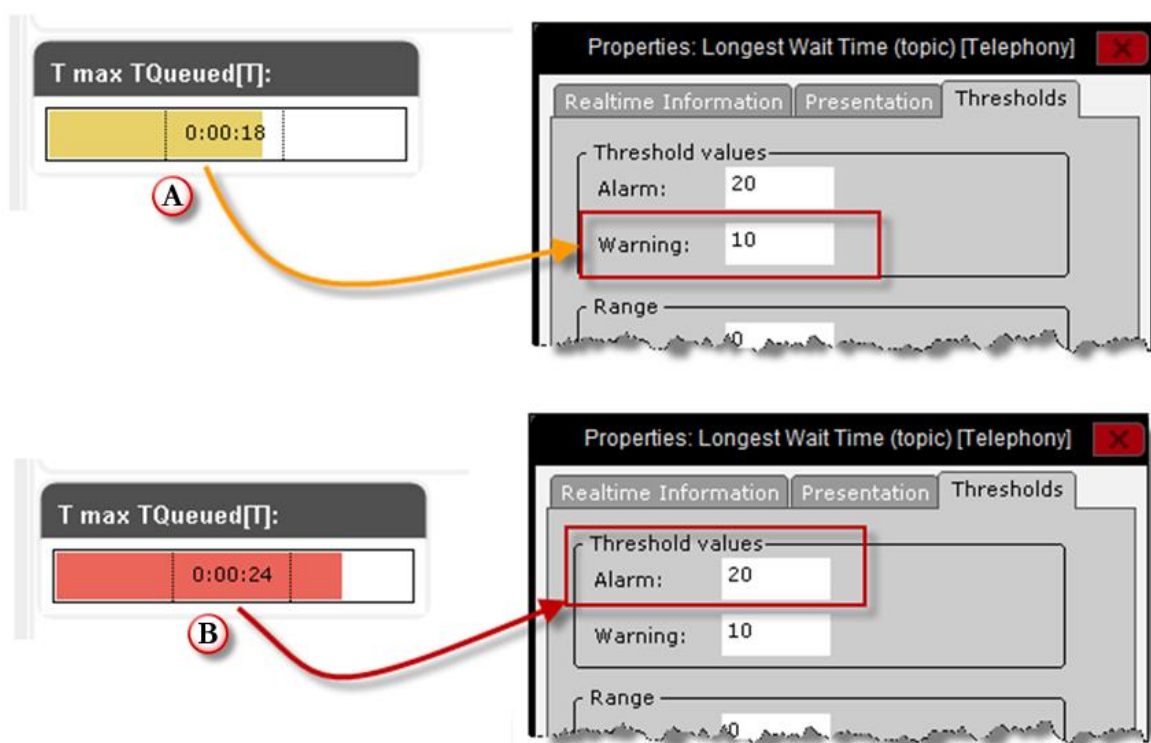 T max TQueued[T]:
0:00:18
A
Properties: Longest Wait Time (topic) [Telephony]
Realtime Information Presentation Thresholds
Threshold values
Alarm: 20
Warning: 10
Range
T max TQueued[T]:
0:00:24
B
Properties: Longest Wait Time (topic) [Telephony]
Realtime Information Presentation Thresholds
Threshold values
Alarm: 20
Warning: 10
Range